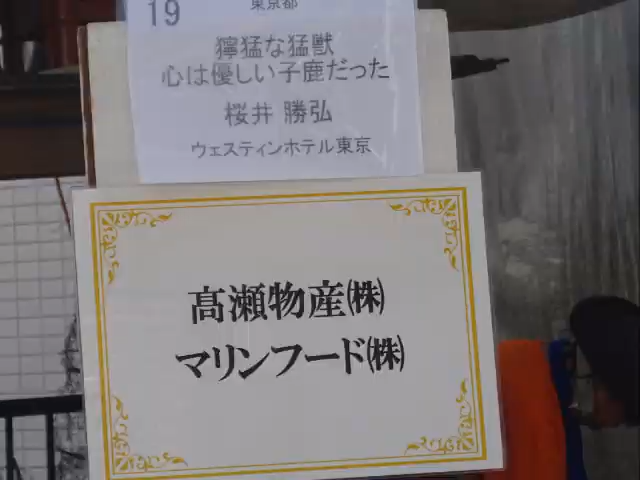 19
東京都
獰猛な猛獣
心は優しい子鹿だった
桜井 勝弘
ウェスティンホテル東京
髙瀬物産㈱
マリンフード㈱